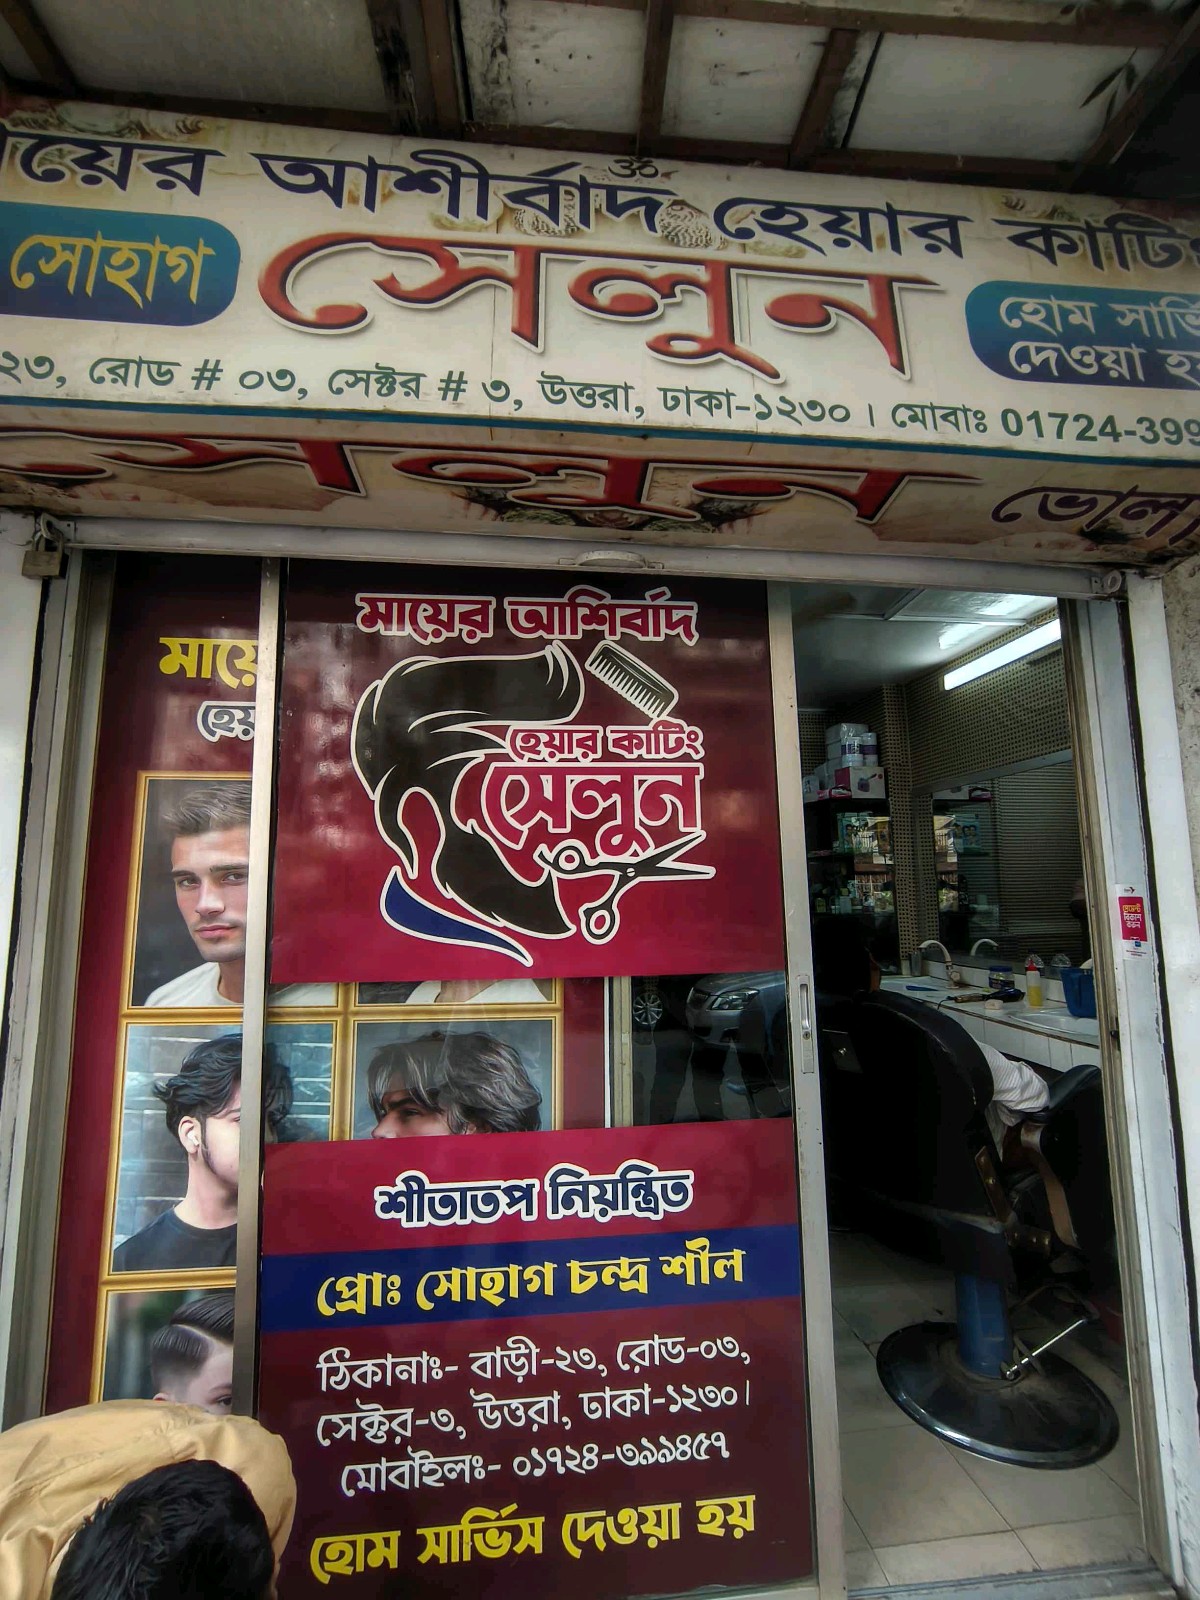 য়ের আশীর্বাদ হেয়ার কাটিং
ॐ
সোহাগ
সেলুন
হোম সার্ভি
দেওয়া হয়
২৩, রোড # ০৩, সেক্টর # ৩, উত্তরা, ঢাকা-১২৩০। মোবাঃ 01724-399
সেলুন
ভোলা
মায়ে
হেয়
মায়ের আশির্বাদ
হেয়ার কাটিং
সেলুন
শীতাতপ নিয়ন্ত্রিত
প্রোঃ সোহাগ চন্দ্র শীল
ঠিকানাঃ- বাড়ী-২৩, রোড-০৩,
সেক্টর-৩, উত্তরা, ঢাকা-১২৩০।
মোবাইলঃ- ০১৭২৪-৩৯৯৪৫৭
হোম সার্ভিস দেওয়া হয়